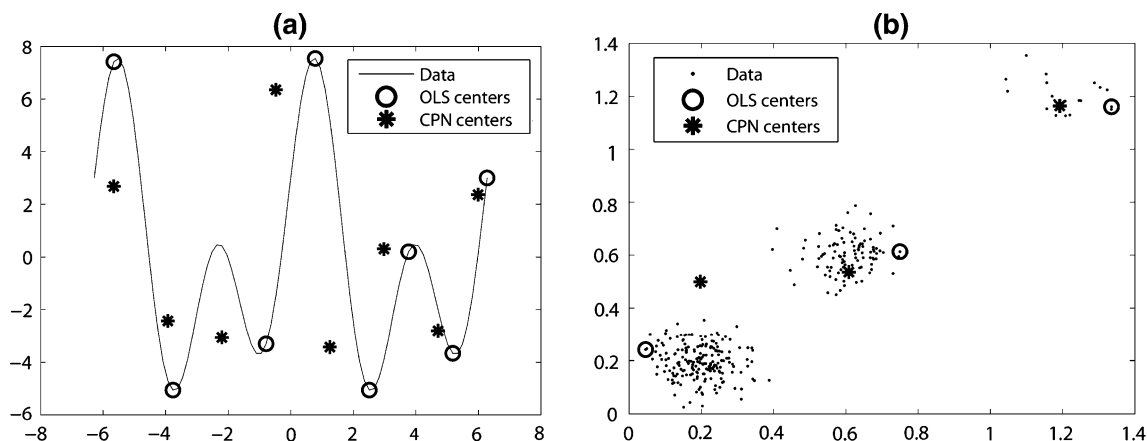 (a)
Data
OLS centers
CPN centers
8
6
4
2
0
−2
−4
−6
−8 −6 −4 −2 0 2 4 6 8
(b)
Data
OLS centers
CPN centers
1.4
1.2
1
0.8
0.6
0.4
0.2
0
0 0.2 0.4 0.6 0.8 1 1.2 1.4